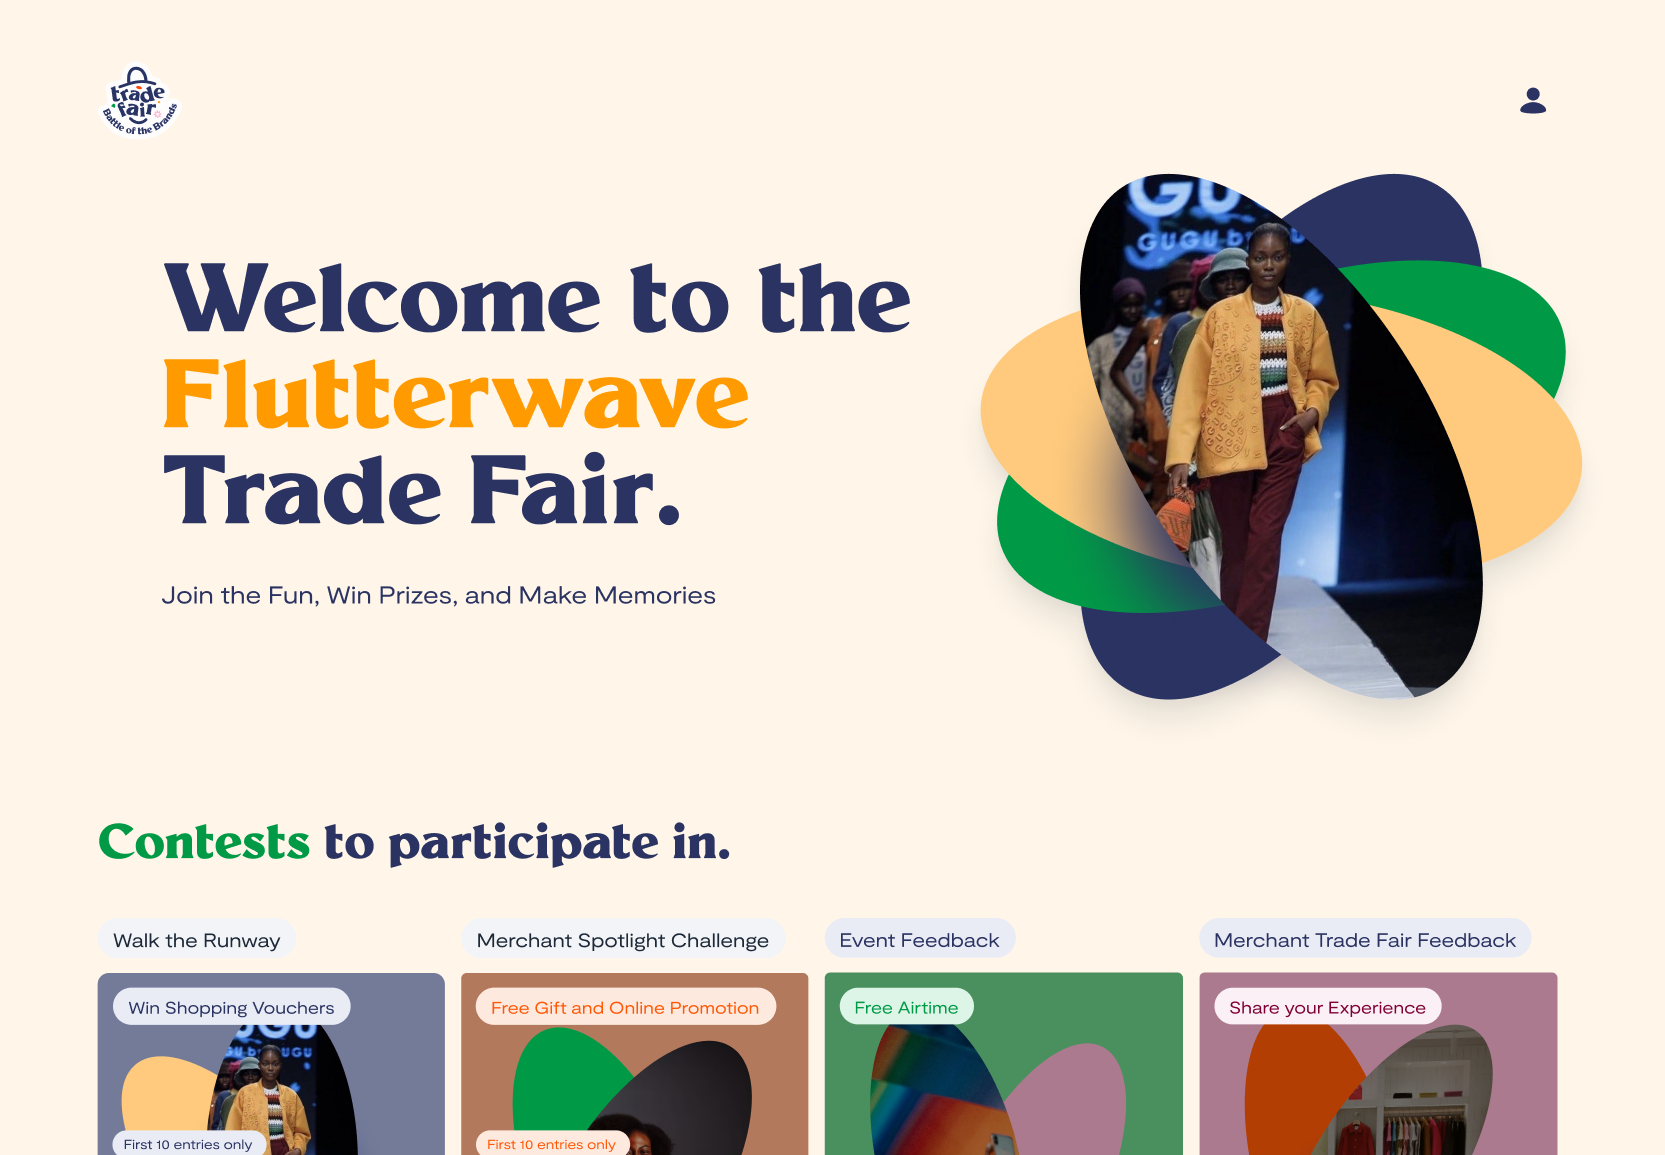 trade
fair
Battle of the Brands
GU
GUGU by GU
Welcome to the
Flutterwave
Trade Fair.
Join the Fun, Win Prizes, and Make Memories
Contests to participate in.
Walk the Runway
Merchant Spotlight Challenge
Event Feedback
Merchant Trade Fair Feedback
Win Shopping Vouchers
Free Gift and Online Promotion
Free Airtime
Share your Experience
First 10 entries only
First 10 entries only